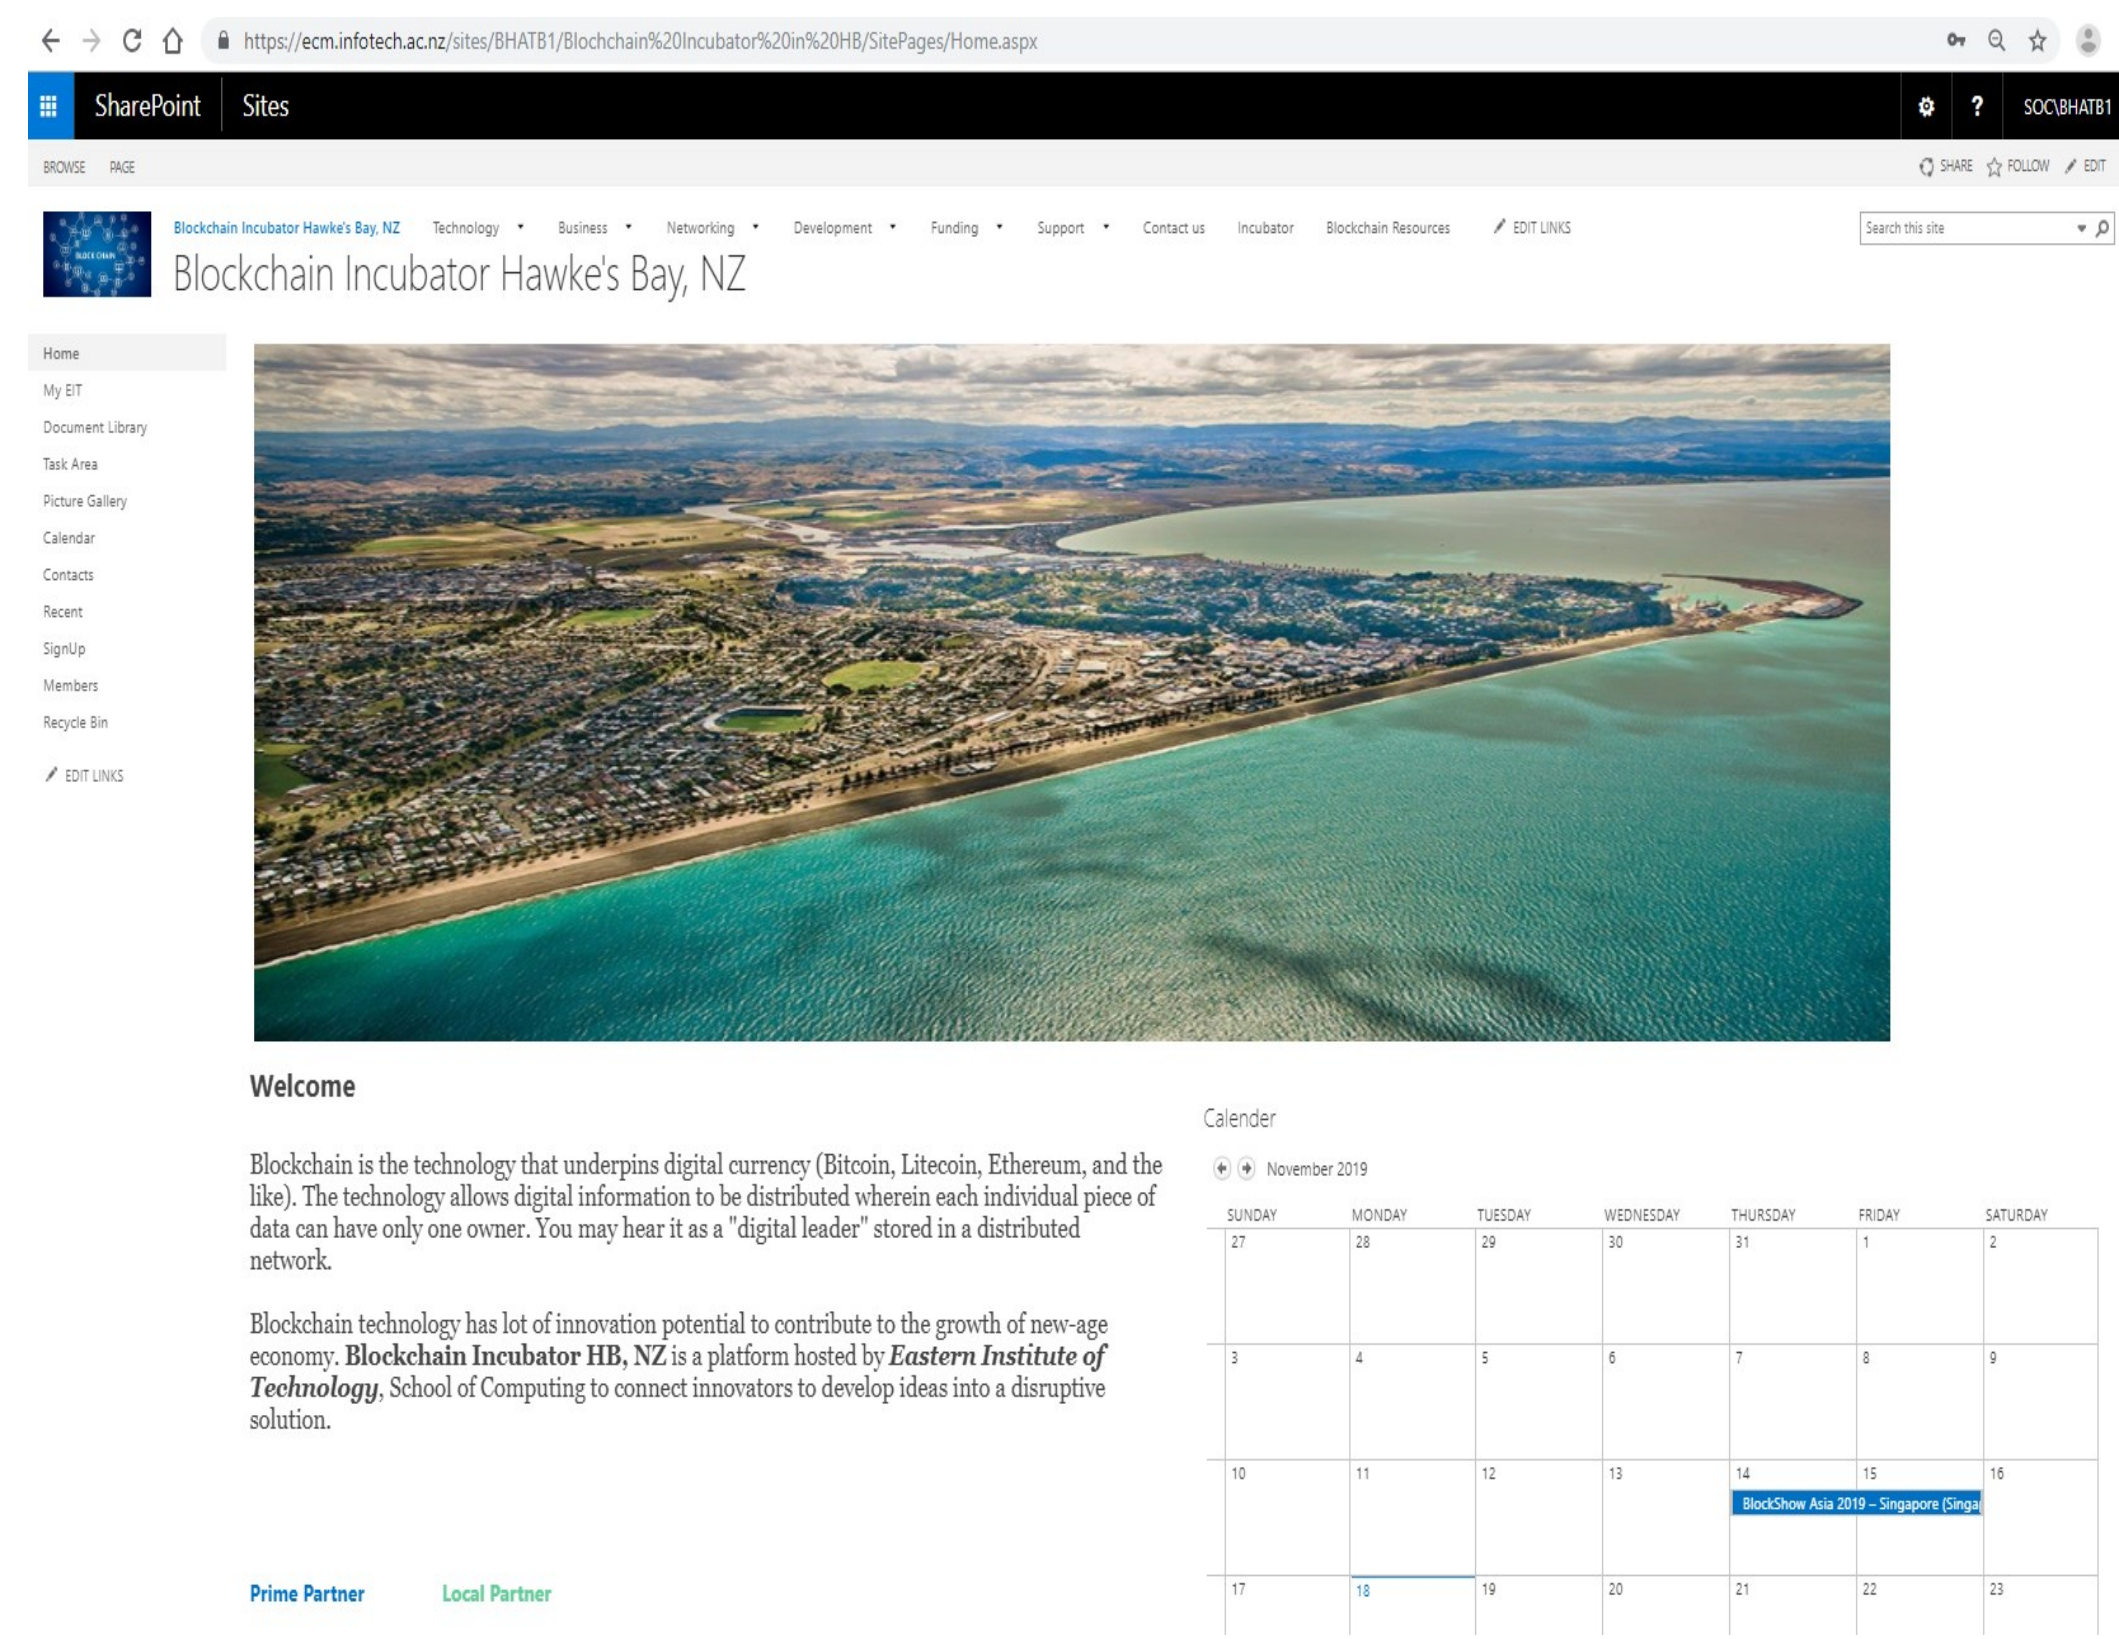 https://ecm.infotech.ac.nz/sites/BHATB1/Blochchain%20Incubator%20in%20HB/SitePages/Home.aspx
SharePoint Sites ? SOC\BHATB1
BROWSE PAGE SHARE FOLLOW EDIT
BLOCK CHAIN
Blockchain Incubator Hawke's Bay, NZ Technology Business Networking Development Funding Support Contact us Incubator Blockchain Resources EDIT LINKS Search this site
Blockchain Incubator Hawke's Bay, NZ
Home
My EIT
Document Library
Task Area
Picture Gallery
Calendar
Contacts
Recent
SignUp
Members
Recycle Bin
EDIT LINKS
Welcome
Blockchain is the technology that underpins digital currency (Bitcoin, Litecoin, Ethereum, and the
like). The technology allows digital information to be distributed wherein each individual piece of
data can have only one owner. You may hear it as a "digital leader" stored in a distributed
network.
Blockchain technology has lot of innovation potential to contribute to the growth of new-age
economy. Blockchain Incubator HB, NZ is a platform hosted by Eastern Institute of
Technology, School of Computing to connect innovators to develop ideas into a disruptive
solution.
Prime Partner Local Partner
Calender
November 2019
SUNDAY MONDAY TUESDAY WEDNESDAY THURSDAY FRIDAY SATURDAY
27 28 29 30 31 1 2
3 4 5 6 7 8 9
10 11 12 13 14 15 16
BlockShow Asia 2019 – Singapore (Singap
17 18 19 20 21 22 23